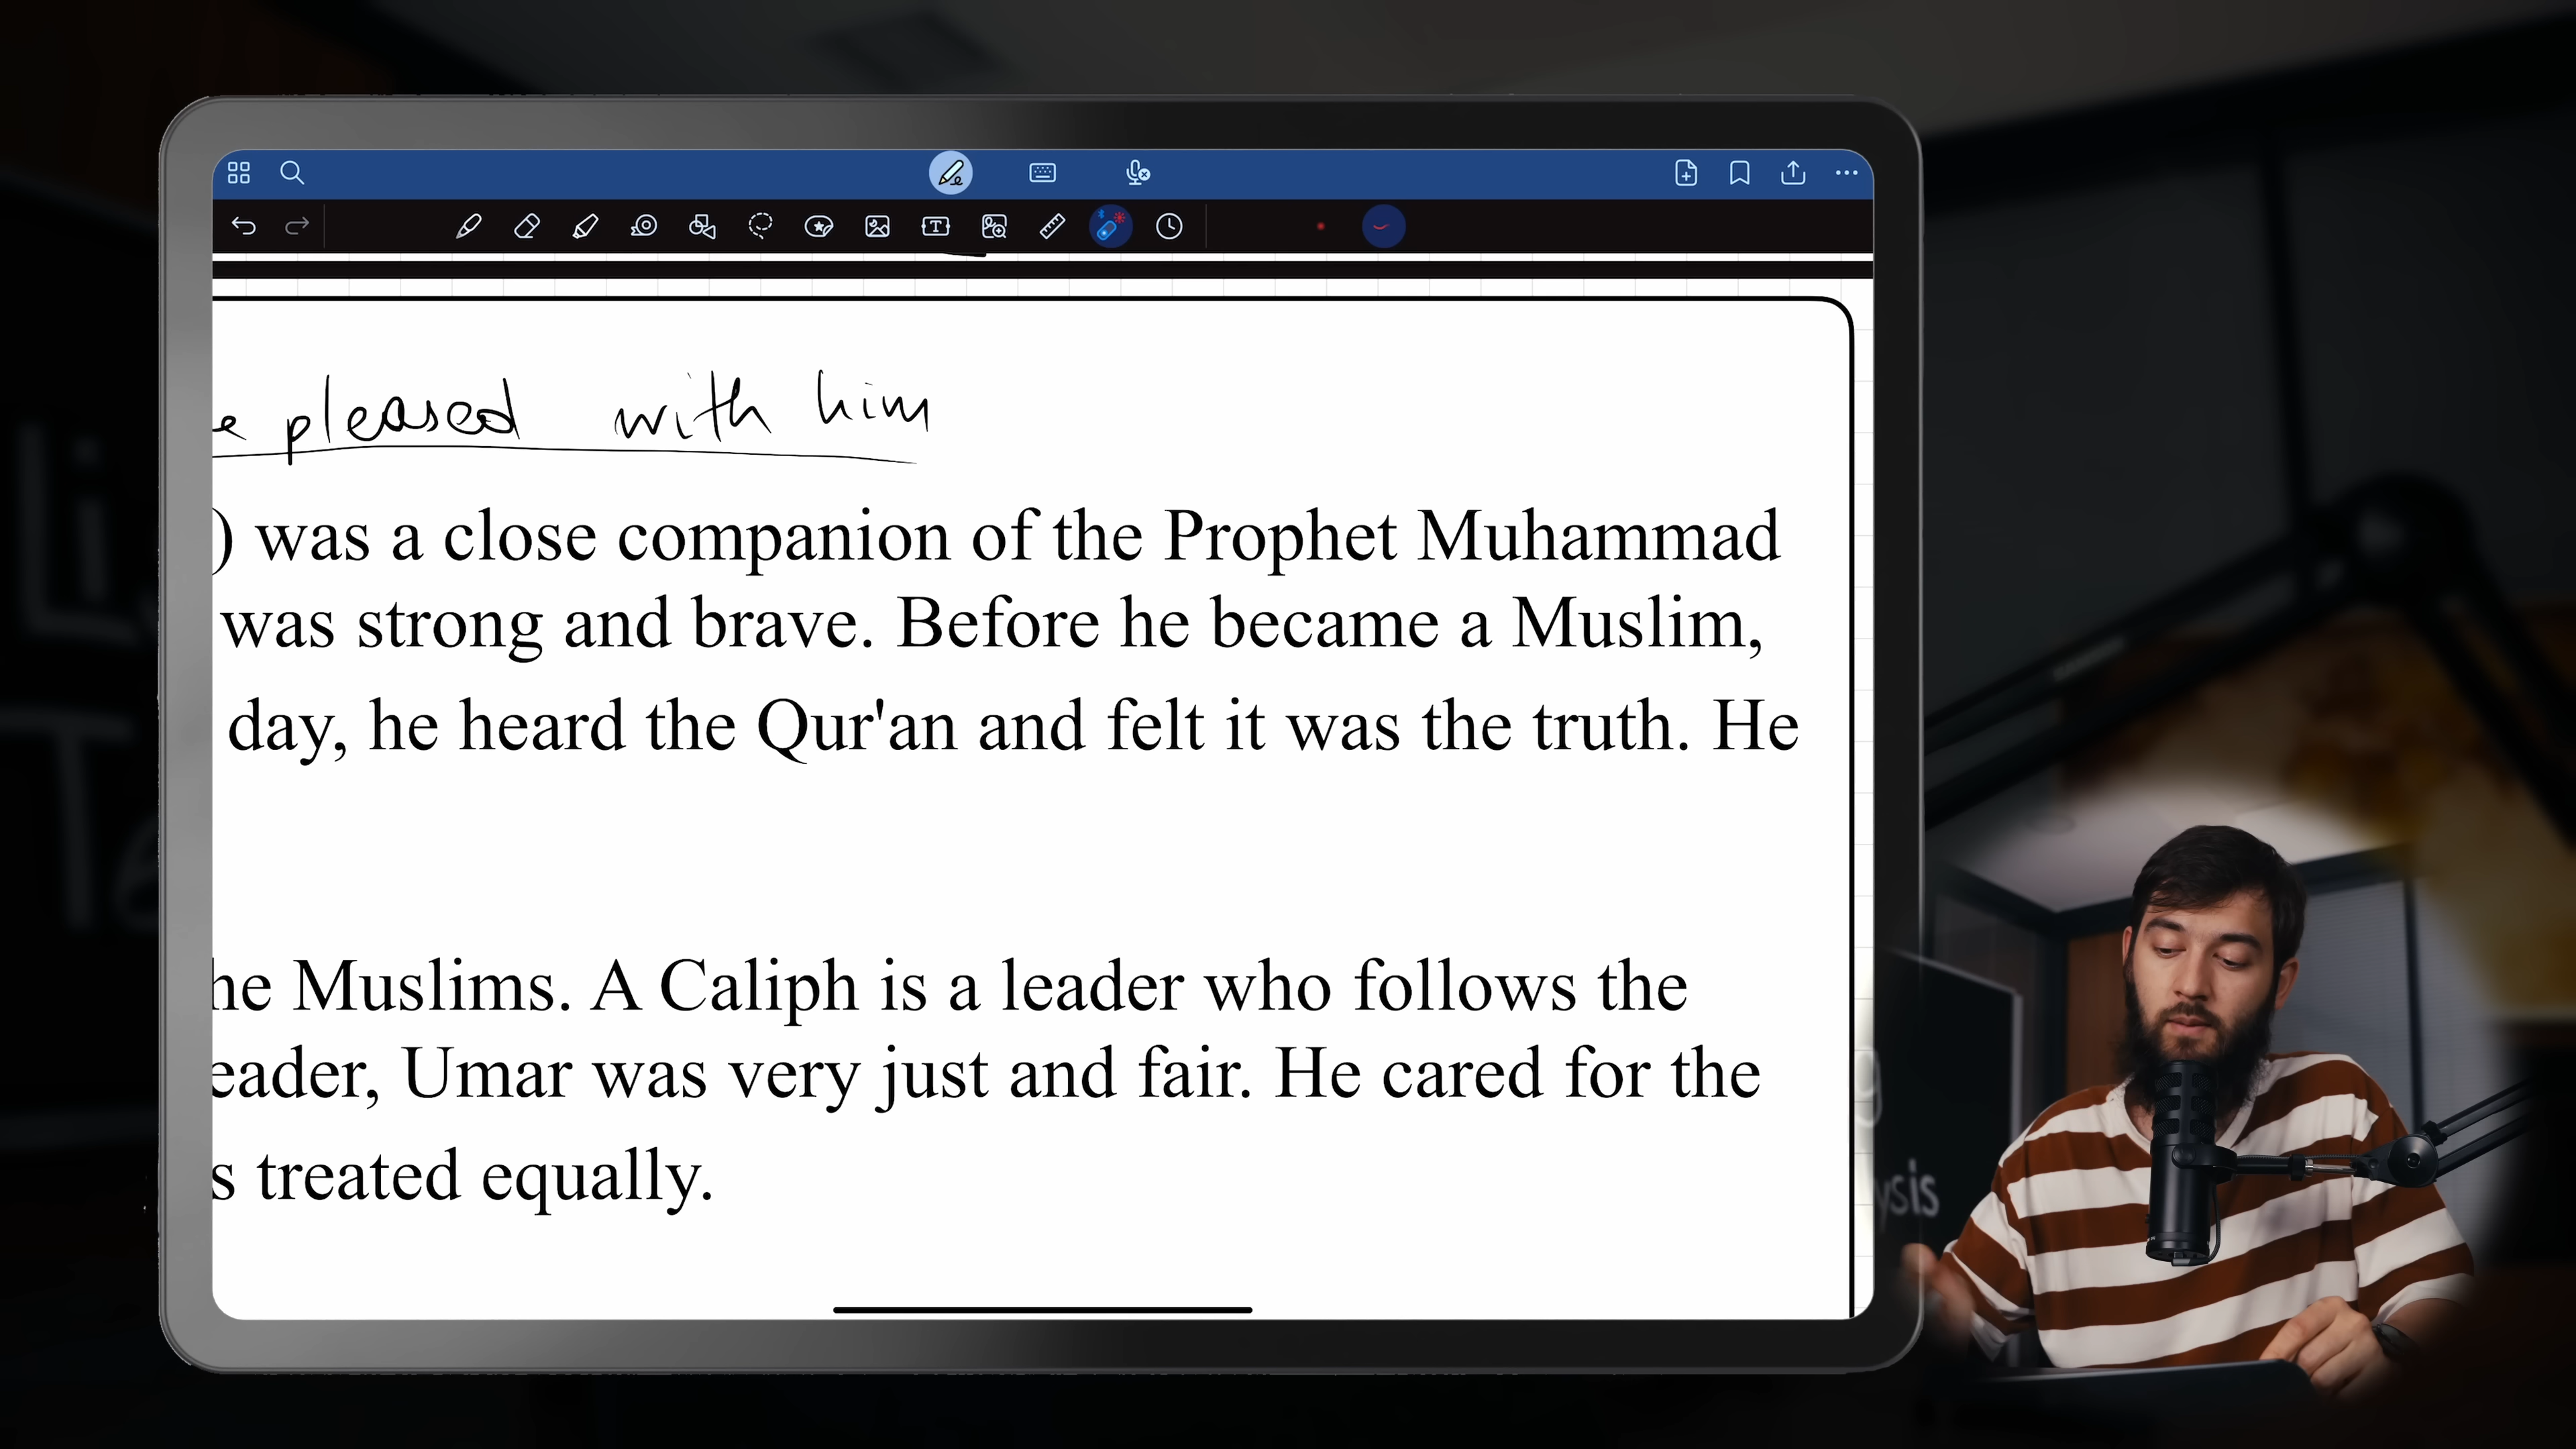 e pleased with him
) was a close companion of the Prophet Muhammad
was strong and brave. Before he became a Muslim,
day, he heard the Qur'an and felt it was the truth. He
he Muslims. A Caliph is a leader who follows the
eader, Umar was very just and fair. He cared for the
s treated equally.
ysis